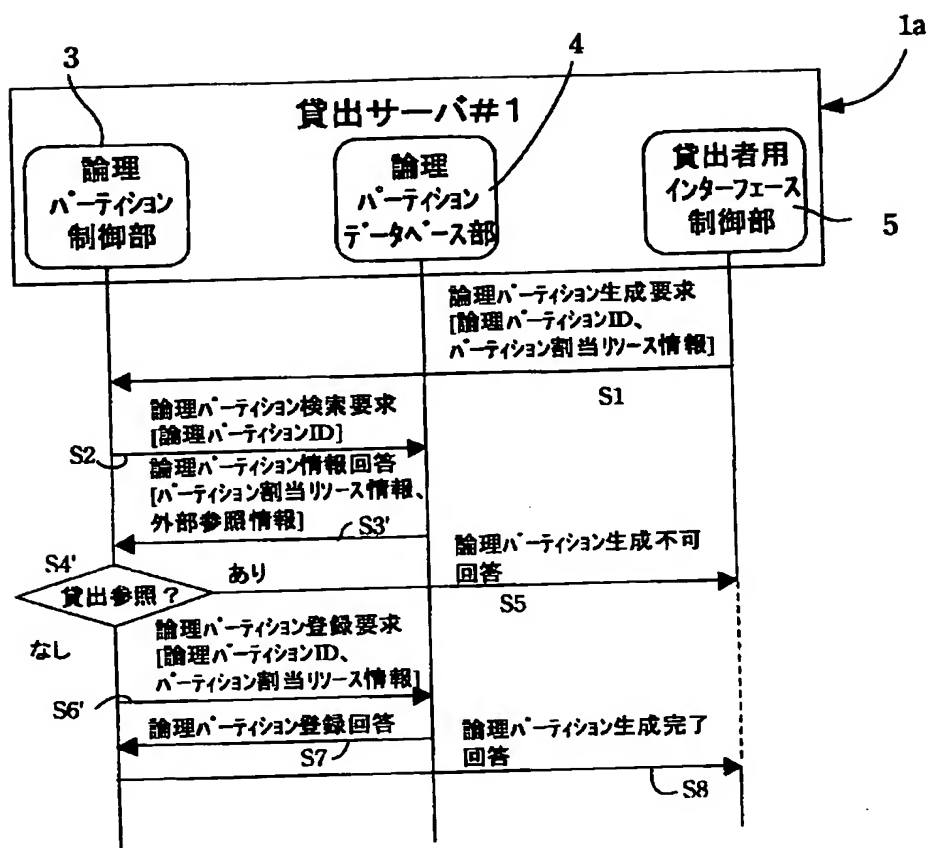 1a
3
4
貸出サーバ#1
論理
パーティション
制御部
論理
パーティション
データベース部
貸出者用
インターフェース
制御部
5
論理パーティション生成要求
[論理パーティションID、
パーティション割当リソース情報]
S1
論理パーティション検索要求
[論理パーティションID]
S2
論理パーティション情報回答
[パーティション割当リソース情報、
外部参照情報]
S3'
S4'
貸出参照?
あり
論理パーティション生成不可
回答
S5
なし
論理パーティション登録要求
[論理パーティションID、
パーティション割当リソース情報]
S6'
論理パーティション登録回答
S7
論理パーティション生成完了
回答
S8